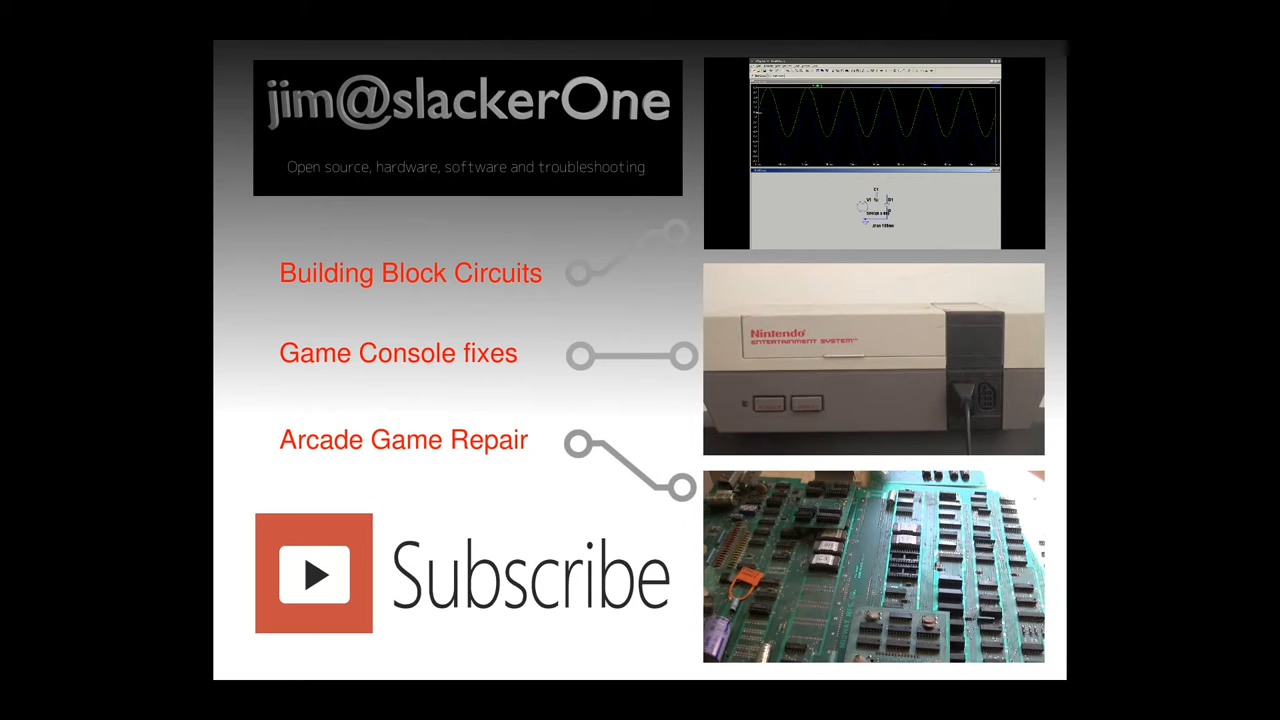 jim@slackerOne
Open source, hardware, software and troubleshooting
Building Block Circuits
Game Console fixes
Arcade Game Repair
Subscribe
Nintendo
ENTERTAINMENT SYSTEM™